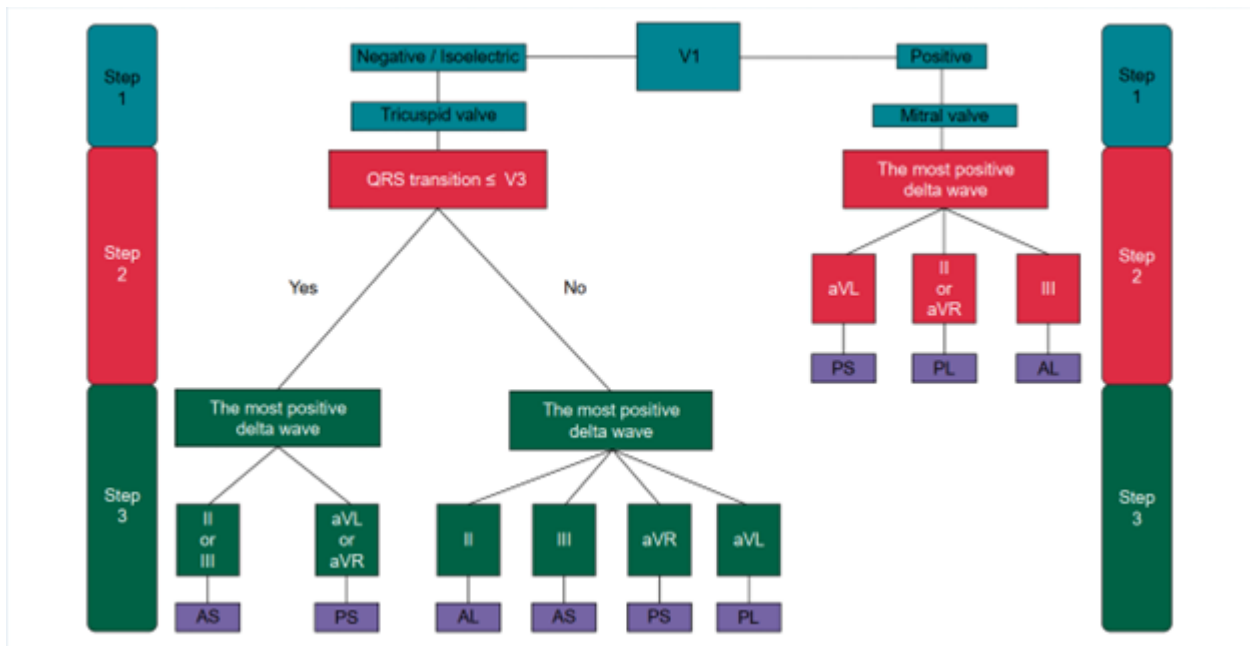 Step
1
Negative / Isoelectric
V1
Positive
Step
1
Tricuspid valve
Mitral valve
Step
2
QRS transition ≤ V3
The most positive
delta wave
Step
2
Yes
No
aVL
II
or
aVR
III
PS
PL
AL
Step
3
The most positive
delta wave
The most positive
delta wave
Step
3
II
or
III
aVL
or
aVR
II
III
aVR
aVL
AS
PS
AL
AS
PS
PL